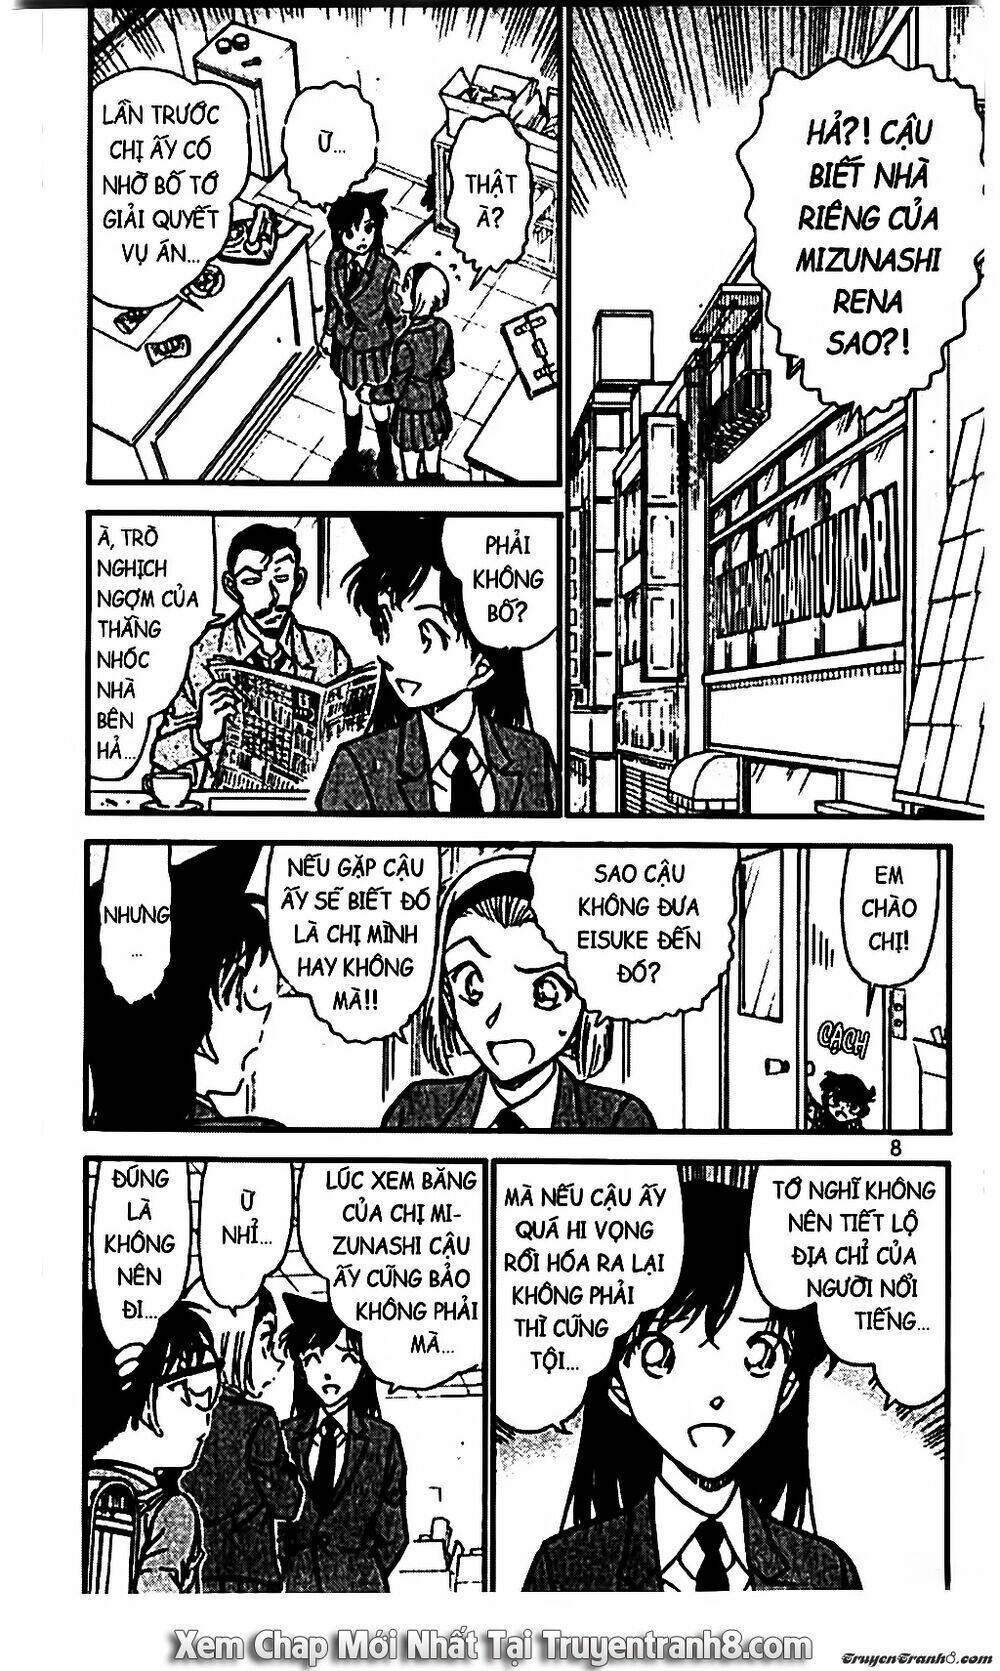 HẢ?! CẬU
BIẾT NHÀ
RIÊNG CỦA
MIZUNASHI
RENA
SAO?!
THẬT
À?
Ừ...
LẦN TRƯỚC
CHỊ ẤY CÓ
NHỜ BỐ TỚ
GIẢI QUYẾT
VỤ ÁN...
PHẢI
KHÔNG
BỐ?
À, TRÒ
NGHỊCH
NGỢM CỦA
THẰNG
NHÓC
NHÀ
BÊN
HẢ...
EM
CHÀO
CHỊ!
CẠCH
SAO CẬU
KHÔNG ĐƯA
EISUKE ĐẾN
ĐÓ?
NẾU GẶP CẬU
ẤY SẼ BIẾT ĐÓ
LÀ CHỊ MÌNH
HAY KHÔNG
MÀ!!
NHƯNG
...
8
TỚ NGHĨ KHÔNG
NÊN TIẾT LỘ
ĐỊA CHỈ CỦA
NGƯỜI NỔI
TIẾNG...
MÀ NẾU CẬU ẤY
QUÁ HI VỌNG
RỒI HÓA RA LẠI
KHÔNG PHẢI
THÌ CŨNG
TỘI...
LÚC XEM BĂNG
CỦA CHỊ MI-
ZUNASHI CẬU
ẤY CŨNG BẢO
KHÔNG PHẢI
MÀ...
Ừ
NHỈ...
ĐÚNG
LÀ
KHÔNG
NÊN
ĐI...
Xem Chap Mới Nhất Tại Truyentranh8.com
TruyenTranh8.com